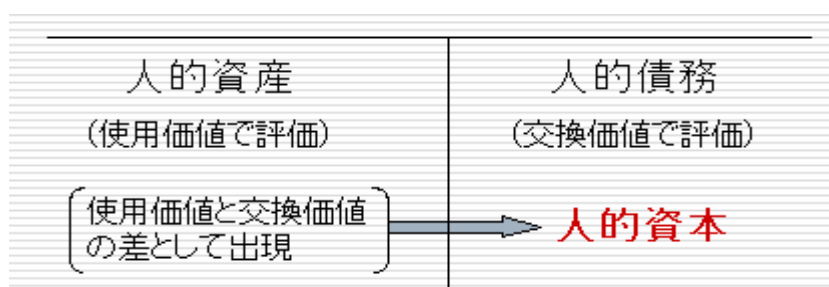 人的資産
(使用価値で評価)
使用価値と交換価値
の差として出現
人的債務
(交換価値で評価)
人的資本